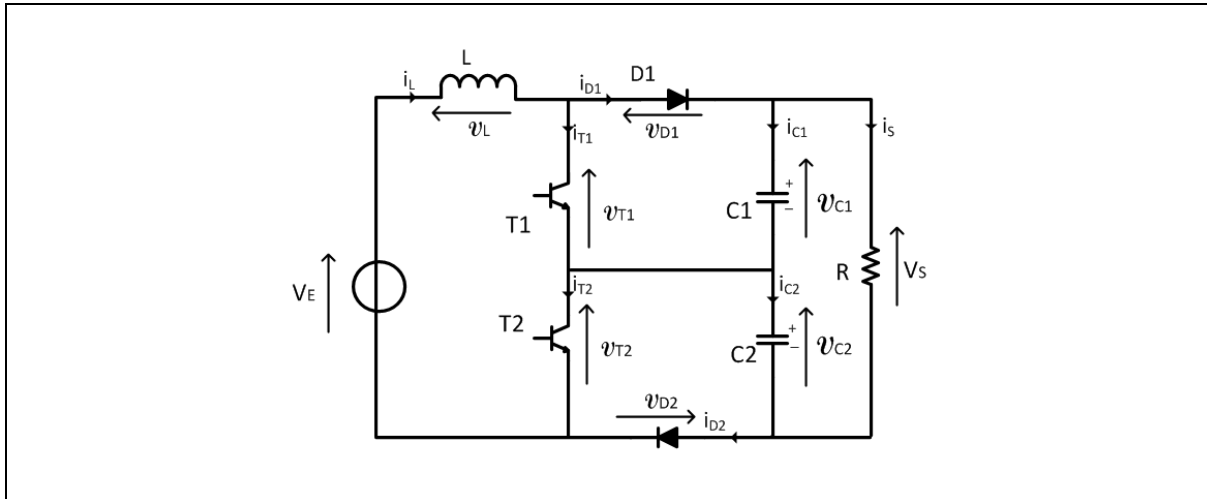 L
D1
iL
iD1
vL
vD1
iT1
iC1
iS
T1
vT1
C1
+
−
vC1
VE
R
VS
iT2
iC2
T2
vT2
C2
+
−
vC2
vD2
iD2